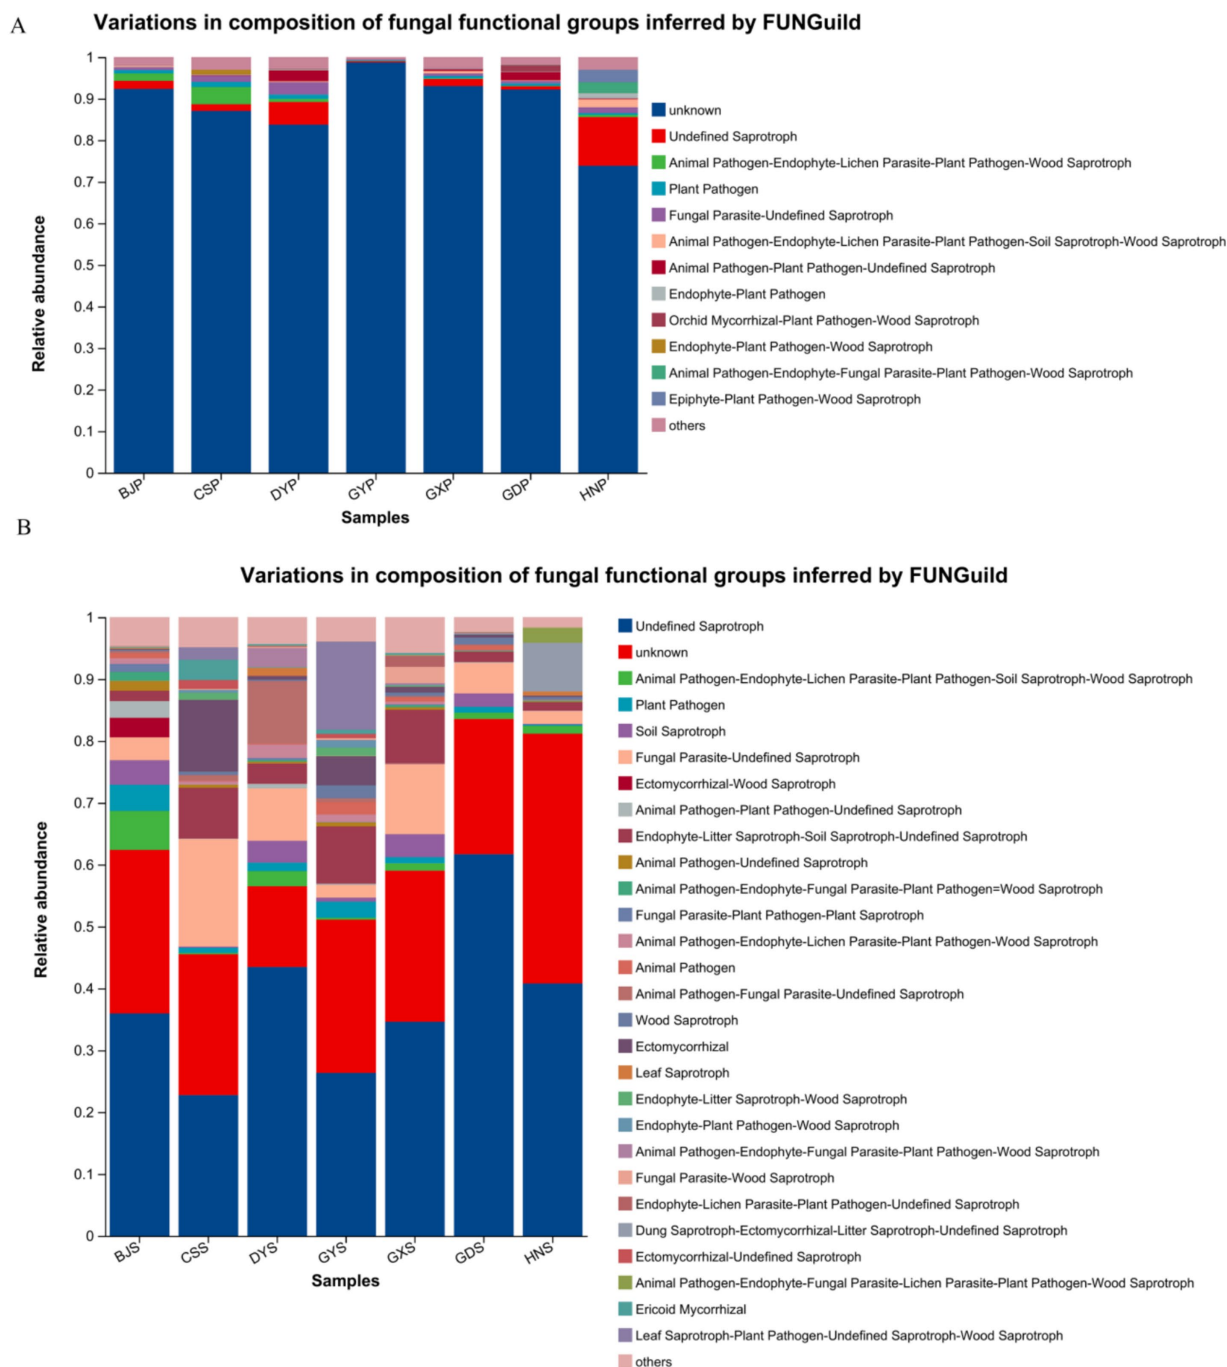 A
Variations in composition of fungal functional groups inferred by FUNGuild
1
0.9
0.8
0.7
0.6
0.5
0.4
0.3
0.2
0.1
0
Relative abundance
BJP
CSP
DYP
GYP
GXP
GDP
HNP
Samples
unknown
Undefined Saprotroph
Animal Pathogen-Endophyte-Lichen Parasite-Plant Pathogen-Wood Saprotroph
Plant Pathogen
Fungal Parasite-Undefined Saprotroph
Animal Pathogen-Endophyte-Lichen Parasite-Plant Pathogen-Soil Saprotroph-Wood Saprotroph
Animal Pathogen-Plant Pathogen-Undefined Saprotroph
Endophyte-Plant Pathogen
Orchid Mycorrhizal-Plant Pathogen-Wood Saprotroph
Endophyte-Plant Pathogen-Wood Saprotroph
Animal Pathogen-Endophyte-Fungal Parasite-Plant Pathogen-Wood Saprotroph
Epiphyte-Plant Pathogen-Wood Saprotroph
others
B
Variations in composition of fungal functional groups inferred by FUNGuild
1
0.9
0.8
0.7
0.6
0.5
0.4
0.3
0.2
0.1
0
Relative abundance
BJS
CSS
DYS
GYS
GXS
GDS
HNS
Samples
Undefined Saprotroph
unknown
Animal Pathogen-Endophyte-Lichen Parasite-Plant Pathogen-Soil Saprotroph-Wood Saprotroph
Plant Pathogen
Soil Saprotroph
Fungal Parasite-Undefined Saprotroph
Ectomycorrhizal-Wood Saprotroph
Animal Pathogen-Plant Pathogen-Undefined Saprotroph
Endophyte-Litter Saprotroph-Soil Saprotroph-Undefined Saprotroph
Animal Pathogen-Undefined Saprotroph
Animal Pathogen-Endophyte-Fungal Parasite-Plant Pathogen=Wood Saprotroph
Fungal Parasite-Plant Pathogen-Plant Saprotroph
Animal Pathogen-Endophyte-Lichen Parasite-Plant Pathogen-Wood Saprotroph
Animal Pathogen
Animal Pathogen-Fungal Parasite-Undefined Saprotroph
Wood Saprotroph
Ectomycorrhizal
Leaf Saprotroph
Endophyte-Litter Saprotroph-Wood Saprotroph
Endophyte-Plant Pathogen-Wood Saprotroph
Animal Pathogen-Endophyte-Fungal Parasite-Plant Pathogen-Wood Saprotroph
Fungal Parasite-Wood Saprotroph
Endophyte-Lichen Parasite-Plant Pathogen-Undefined Saprotroph
Dung Saprotroph-Ectomycorrhizal-Litter Saprotroph-Undefined Saprotroph
Ectomycorrhizal-Undefined Saprotroph
Animal Pathogen-Endophyte-Fungal Parasite-Lichen Parasite-Plant Pathogen-Wood Saprotroph
Ericoid Mycorrhizal
Leaf Saprotroph-Plant Pathogen-Undefined Saprotroph-Wood Saprotroph
others